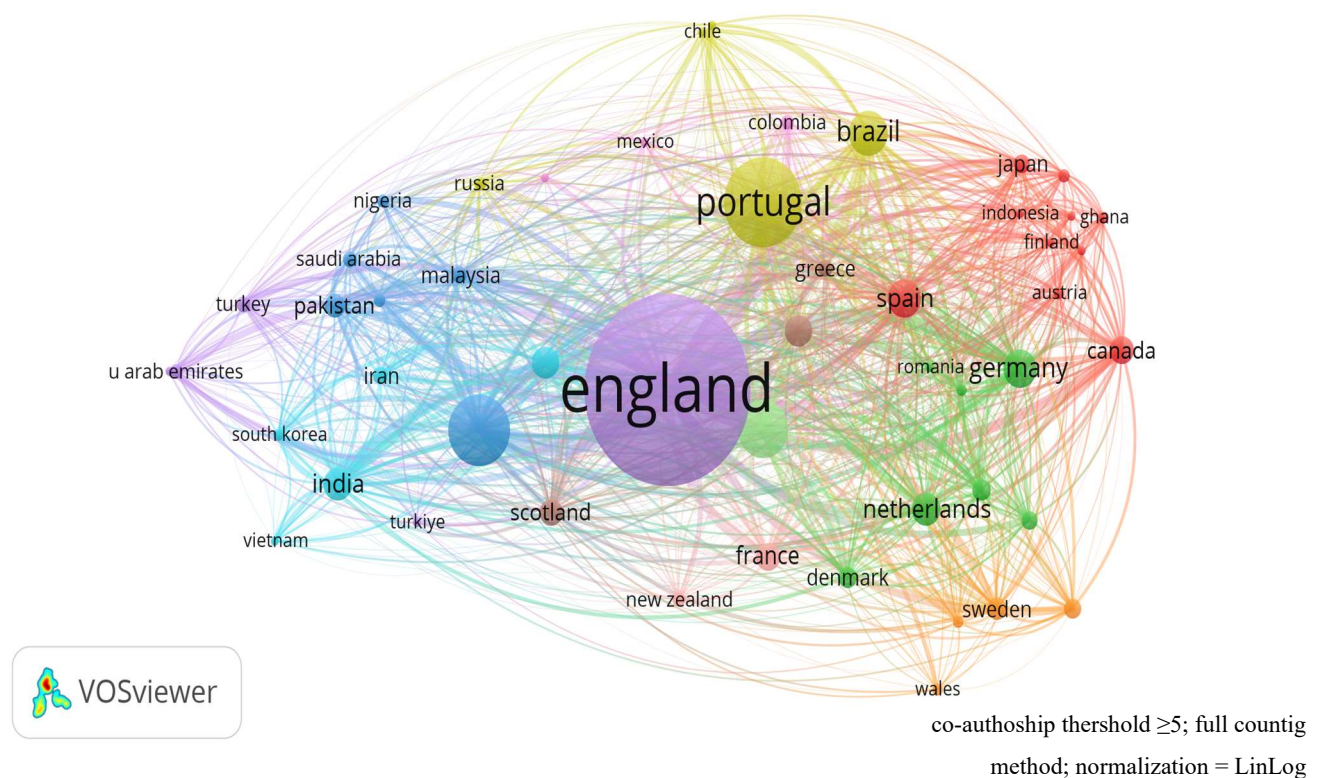 chile
colombia
brazil
mexico
japan
russia
nigeria
portugal
indonesia
ghana
finland
saudi arabia
malaysia
greece
austria
turkey
pakistan
spain
canada
u arab emirates
iran
england
romania
germany
south korea
india
turkiye
scotland
netherlands
vietnam
france
denmark
new zealand
sweden
wales
VOSviewer
co-authoship thershold ≥5; full countig
method; normalization = LinLog